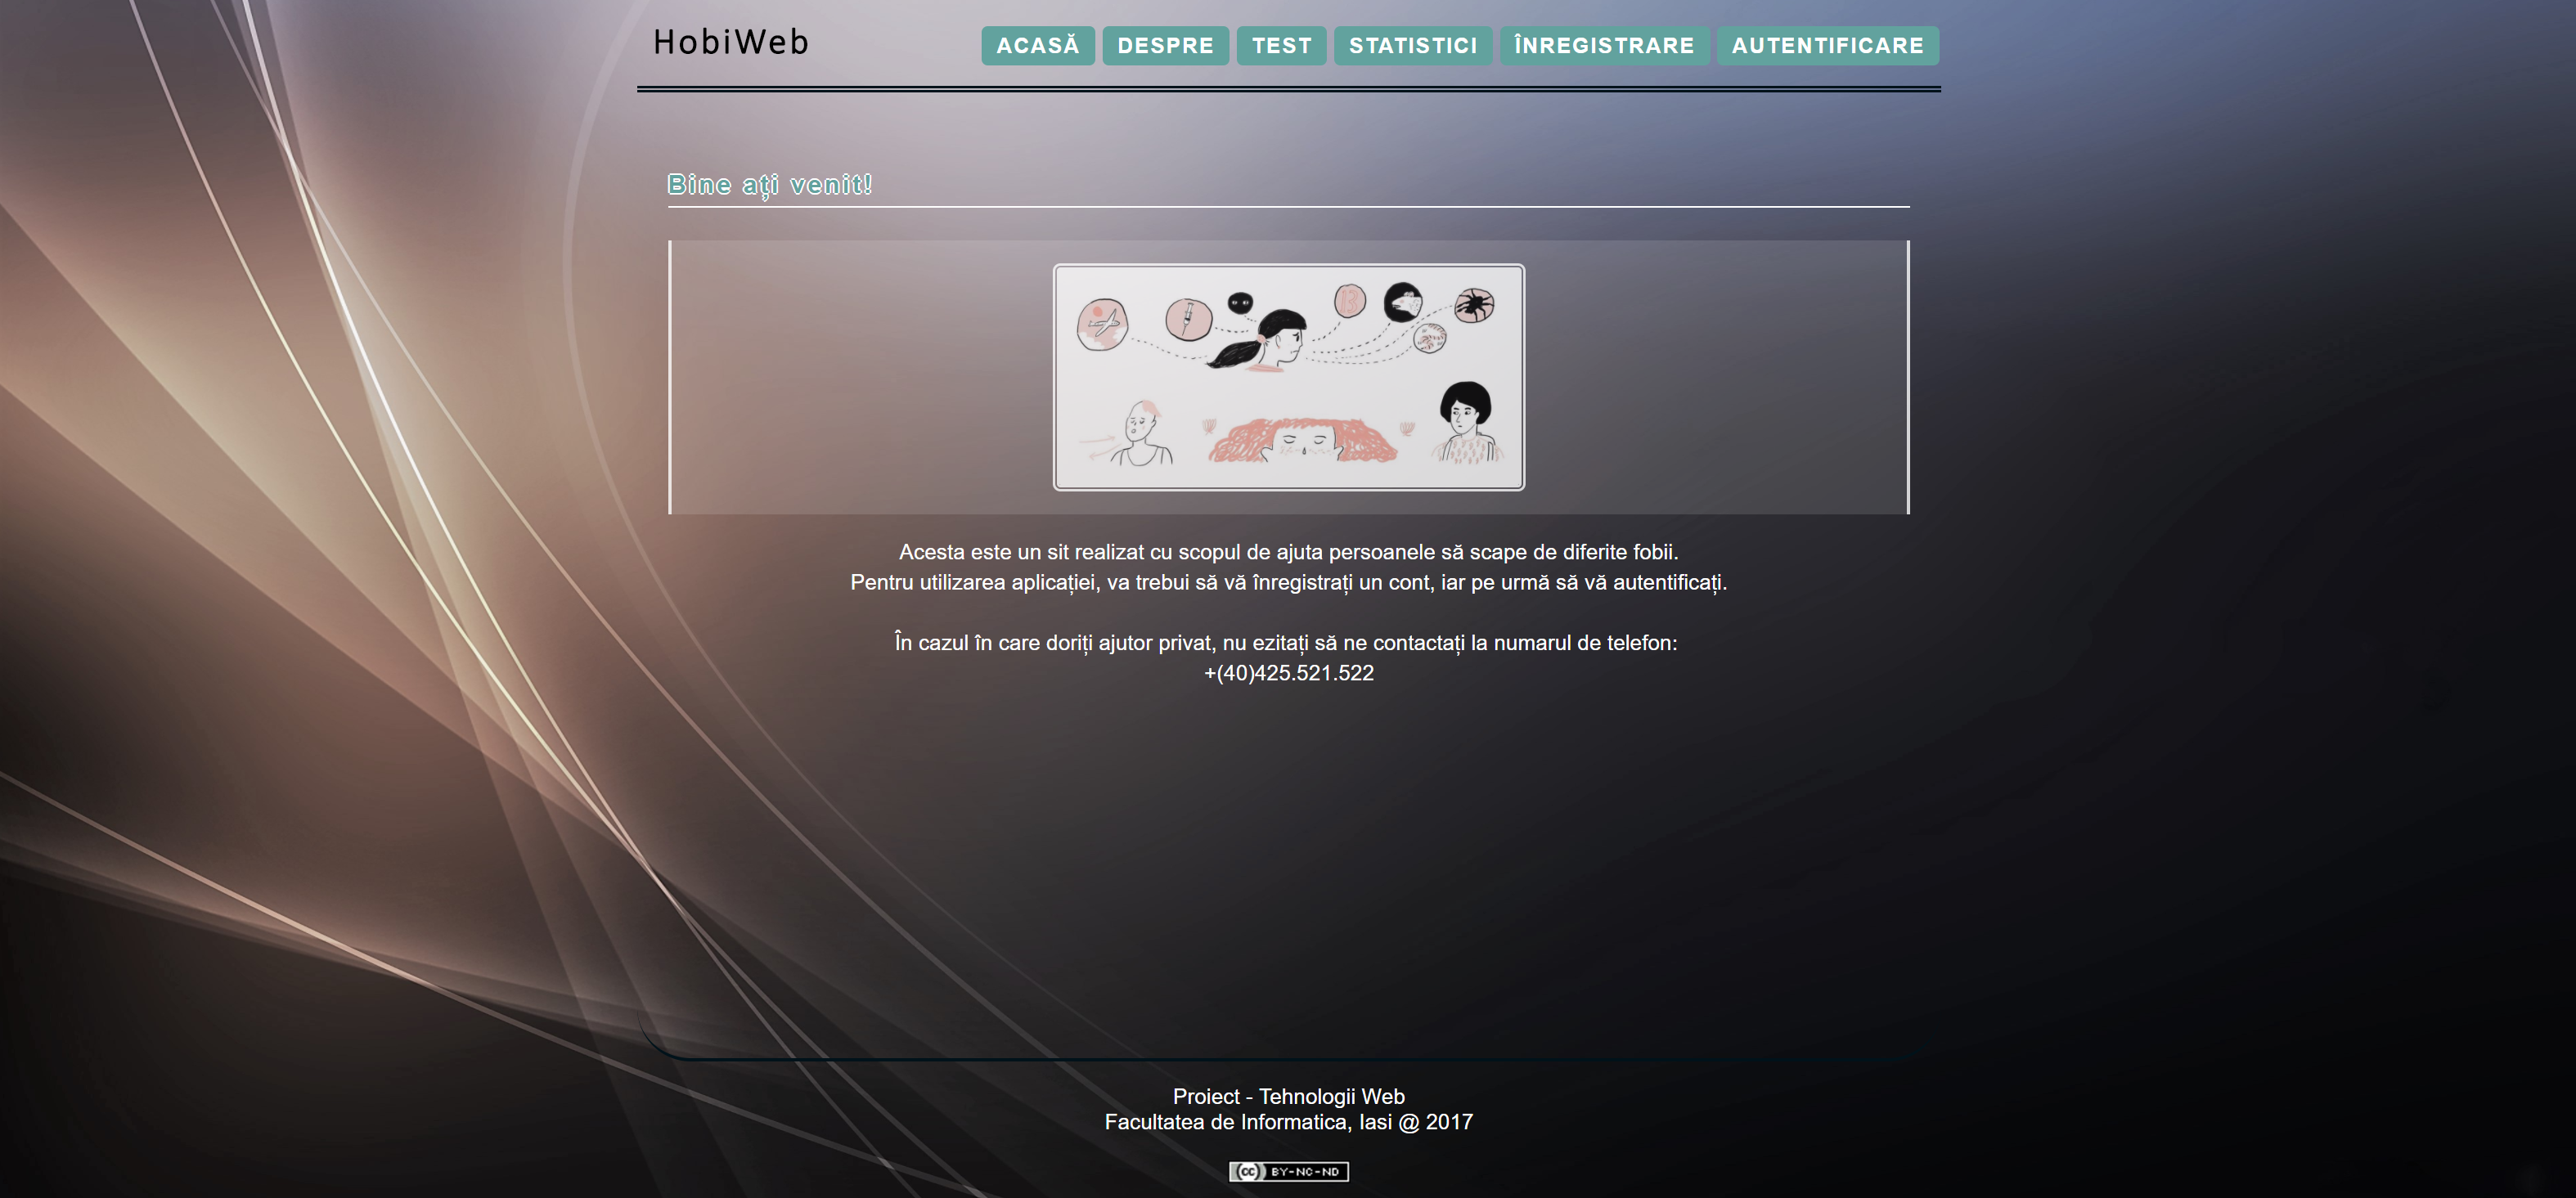 HobiWeb
ACASĂ DESPRE TEST STATISTICI ÎNREGISTRARE AUTENTIFICARE
Bine ați venit!
13
Acesta este un sit realizat cu scopul de ajuta persoanele să scape de diferite fobii.
Pentru utilizarea aplicației, va trebui să vă înregistrați un cont, iar pe urmă să vă autentificați.
În cazul în care doriți ajutor privat, nu ezitați să ne contactați la numarul de telefon:
+(40)425.521.522
Proiect - Tehnologii Web
Facultatea de Informatica, Iasi @ 2017
cc BY-NC-ND